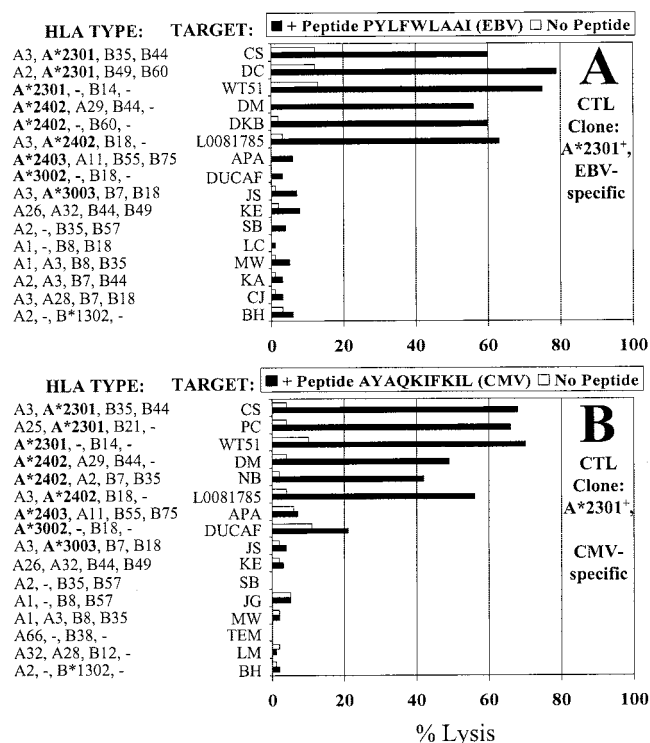 HLA TYPE: TARGET: + Peptide PYLFWLAAI (EBV) No Peptide
A3, A*2301, B35, B44 CS
A2, A*2301, B49, B60 DC
A*2301, -, B14, - WT51
A*2402, A29, B44, - DM
A*2402, -, B60, - DKB
A3, A*2402, B18, - L0081785
A*2403, A11, B55, B75 APA
A*3002, -, B18, - DUCAF
A3, A*3003, B7, B18 JS
A26, A32, B44, B49 KE
A2, -, B35, B57 SB
A1, -, B8, B18 LC
A1, A3, B8, B35 MW
A2, A3, B7, B44 KA
A3, A28, B7, B18 CJ
A2, -, B*1302, - BH
A
CTL
Clone:
A*2301+,
EBV-
specific
0 20 40 60 80 100
HLA TYPE: TARGET: + Peptide AYAQKIFKIL (CMV) No Peptide
A3, A*2301, B35, B44 CS
A25, A*2301, B21, - PC
A*2301, -, B14, - WT51
A*2402, A29, B44, - DM
A*2402, A2, B7, B35 NB
A3, A*2402, B18, - L0081785
A*2403, A11, B55, B75 APA
A*3002, -, B18, - DUCAF
A3, A*3003, B7, B18 JS
A26, A32, B44, B49 KE
A2, -, B35, B57 SB
A1, -, B8, B57 JG
A1, A3, B8, B35 MW
A66, -, B38, - TEM
A32, A28, B12, - LM
A2, -, B*1302, - BH
B
CTL
Clone:
A*2301+,
CMV-
specific
0 20 40 60 80 100
% Lysis